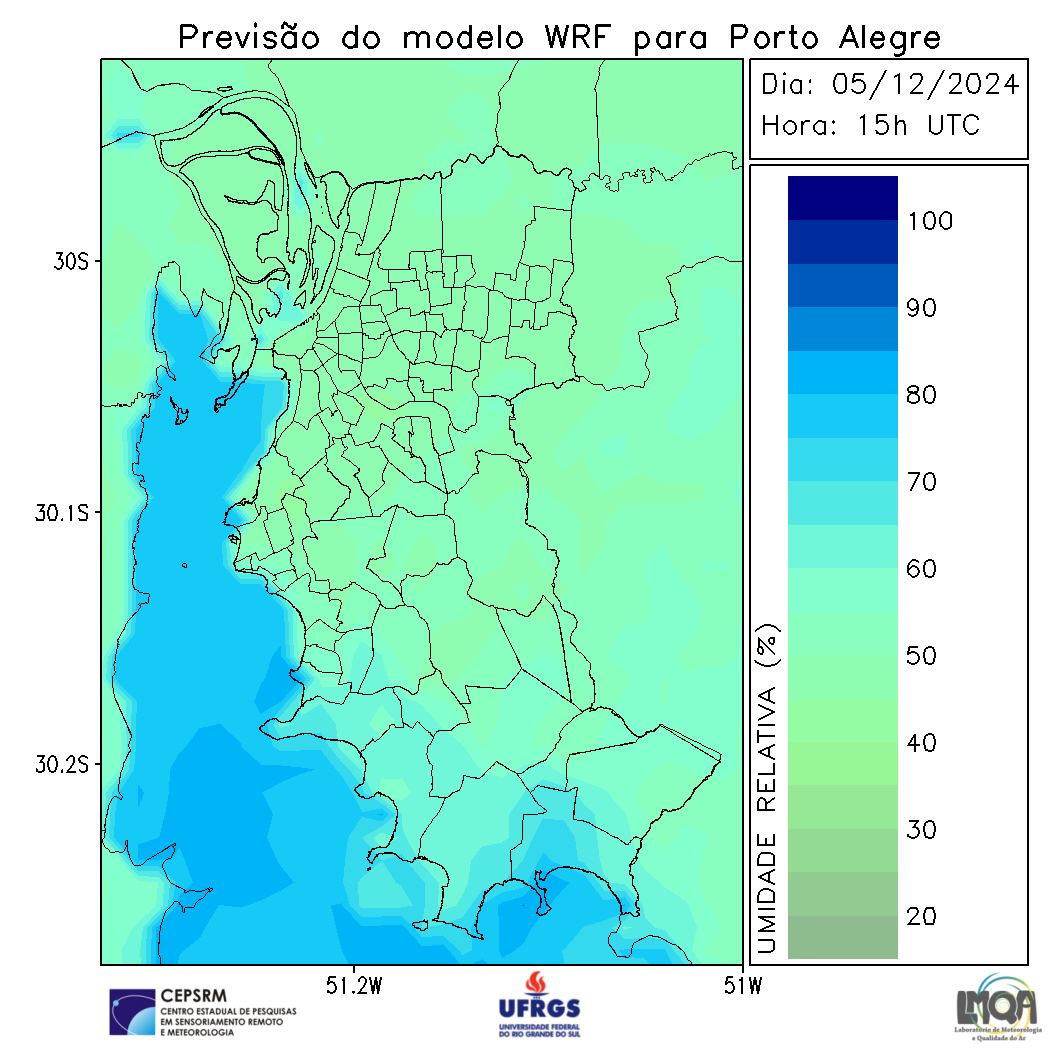 Previsão do modelo WRF para Porto Alegre
Dia: 05/12/2024
Hora: 15h UTC
30S
30.1S
30.2S
51.2W
51W
100
90
80
70
60
50
40
30
20
UMIDADE RELATIVA (%)
CEPSRM
CENTRO ESTADUAL DE PESQUISAS
EM SENSORIAMENTO REMOTO
E METEOROLOGIA
UFRGS
UNIVERSIDADE FEDERAL
DO RIO GRANDE DO SUL
LMQA
Laboratório de Meteorologia
e Qualidade do Ar